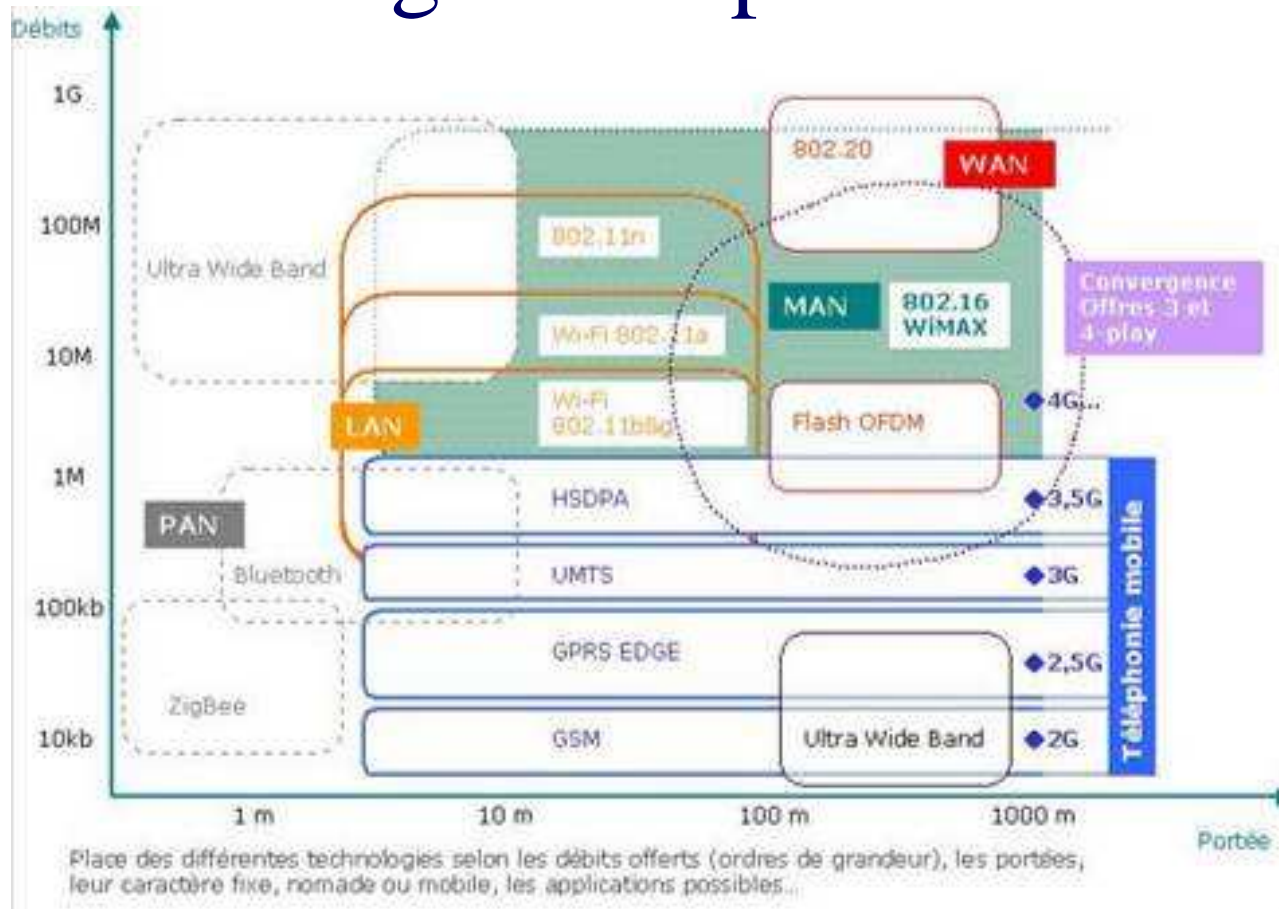 Débits
1G
802.20
WAN
100M
802.11n
Ultra Wide Band
Convergence
Offres 3 et
4-play
MAN
802.16
WiMAX
Wi-Fi 802.11a
10M
Wi-Fi
802.11b&g
4G...
LAN
Flash OFDM
1M
HSDPA
3,5G
PAN
Bluetooth
UMTS
3G
Téléphonie mobile
100kb
GPRS EDGE
2,5G
ZigBee
10kb
GSM
Ultra Wide Band
2G
1 m
10 m
100 m
1000 m
Portée
Place des différentes technologies selon les débits offerts (ordres de grandeur), les portées,
leur caractère fixe, nomade ou mobile, les applications possibles...